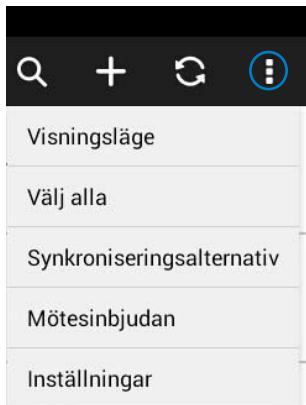 Visningsläge
Välj alla
Synkroniseringsalternativ
Mötesinbjudan
Inställningar